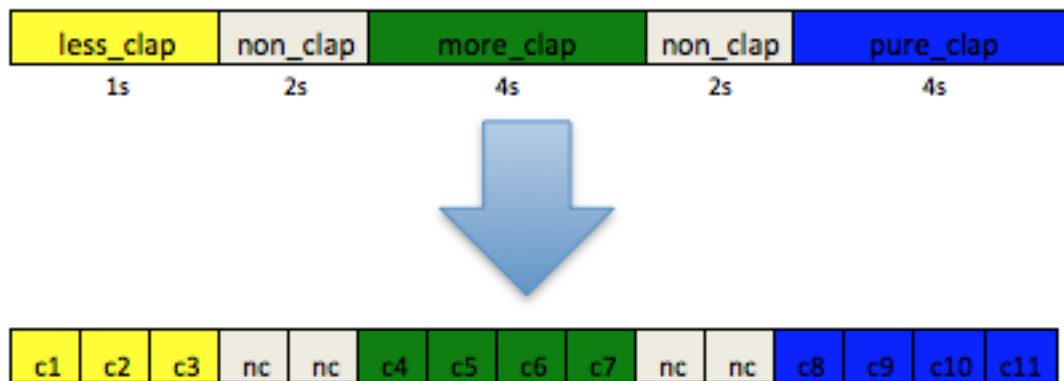 less_clap non_clap more_clap non_clap pure_clap
1s 2s 4s 2s 4s
c1 c2 c3 nc nc c4 c5 c6 c7 nc nc c8 c9 c10 c11